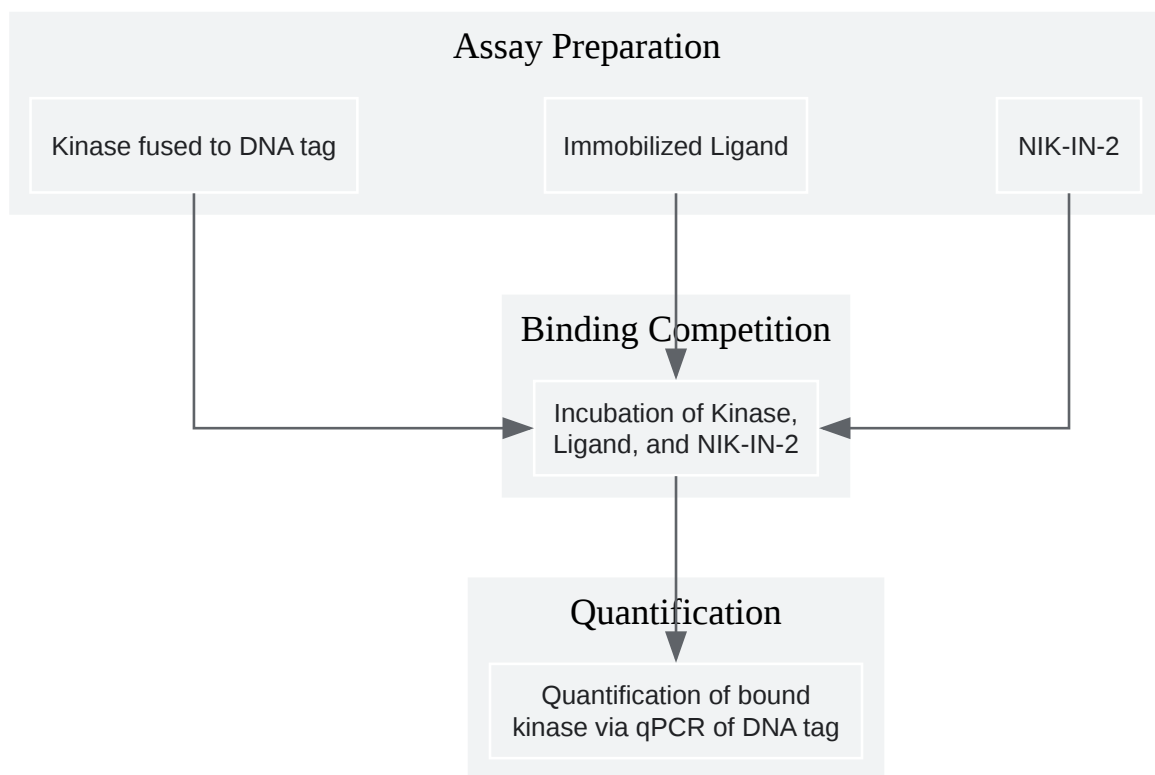 Assay Preparation
Kinase fused to DNA tag
Immobilized Ligand
NIK-IN-2
Binding Competition
Incubation of Kinase,
Ligand, and NIK-IN-2
Quantification
Quantification of bound
kinase via qPCR of DNA tag